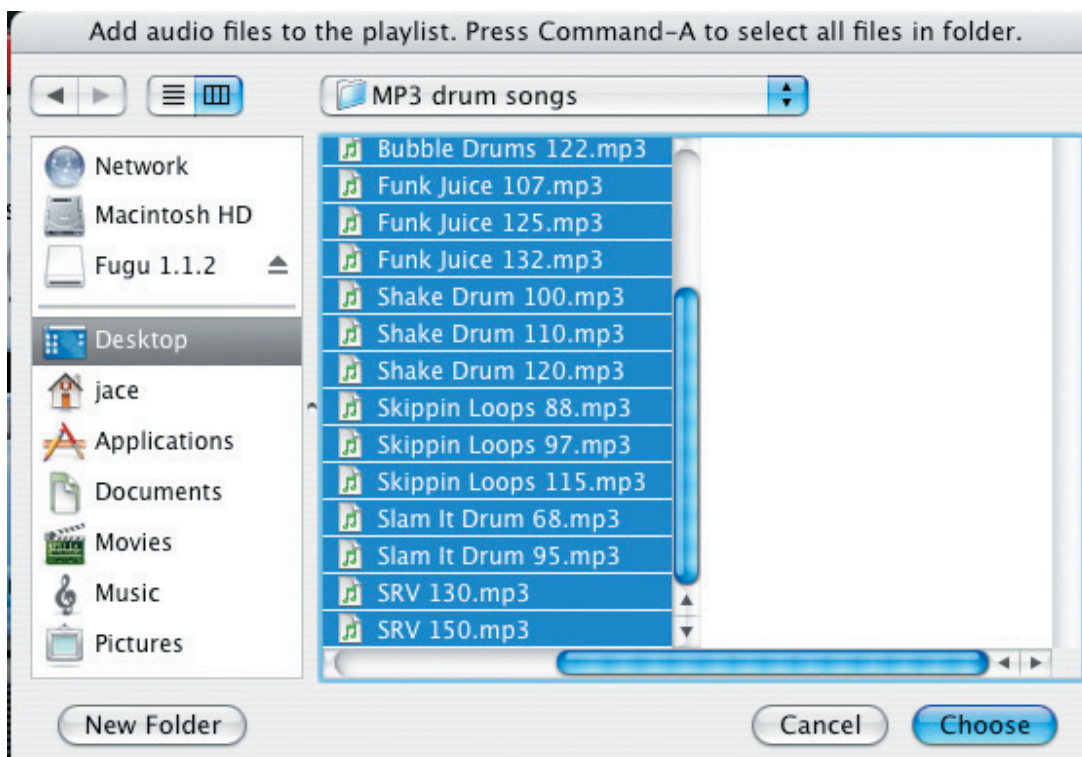 Add audio files to the playlist. Press Command-A to select all files in folder.
MP3 drum songs
Network
Macintosh HD
Fugu 1.1.2
Desktop
jace
Applications
Documents
Movies
Music
Pictures
Bubble Drums 122.mp3
Funk Juice 107.mp3
Funk Juice 125.mp3
Funk Juice 132.mp3
Shake Drum 100.mp3
Shake Drum 110.mp3
Shake Drum 120.mp3
Skippin Loops 88.mp3
Skippin Loops 97.mp3
Skippin Loops 115.mp3
Slam It Drum 68.mp3
Slam It Drum 95.mp3
SRV 130.mp3
SRV 150.mp3
New Folder
Cancel
Choose